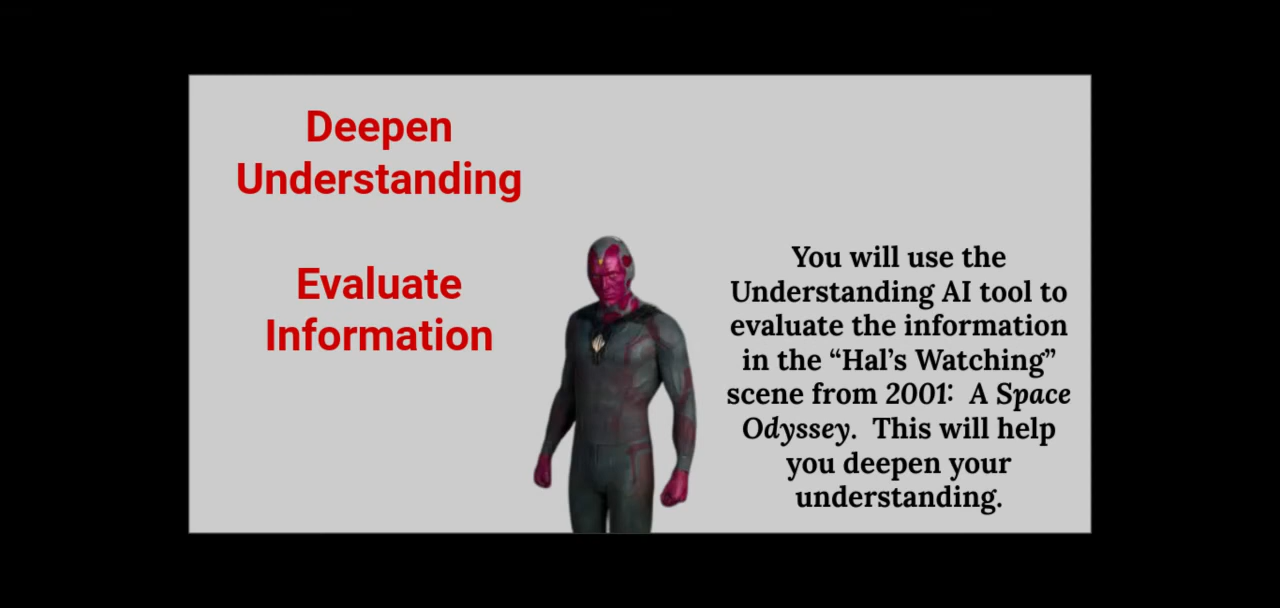 Deepen
Understanding
Evaluate
Information
You will use the
Understanding AI tool to
evaluate the information
in the “Hal’s Watching”
scene from 2001:  A Space
Odyssey.  This will help
you deepen your
understanding.